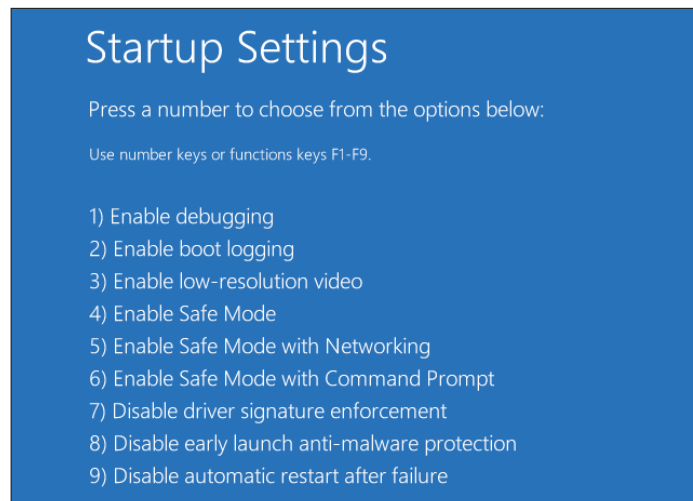 Startup Settings
Press a number to choose from the options below:
Use number keys or functions keys F1-F9.
1) Enable debugging
2) Enable boot logging
3) Enable low-resolution video
4) Enable Safe Mode
5) Enable Safe Mode with Networking
6) Enable Safe Mode with Command Prompt
7) Disable driver signature enforcement
8) Disable early launch anti-malware protection
9) Disable automatic restart after failure